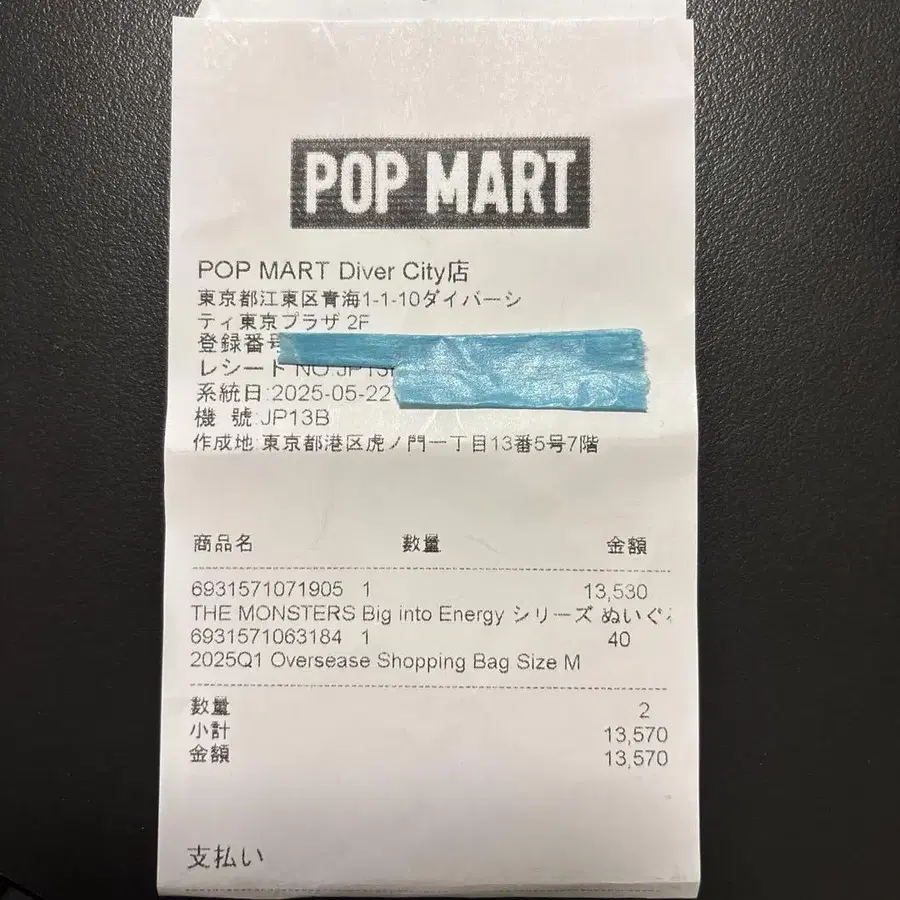 POP MART
POP MART Diver City店
東京都江東区青海1-1-10ダイバーシ
ティ東京プラザ 2F
登録番号
レシート NO.JP13
系統日:2025-05-22
機 號:JP13B
作成地:東京都港区虎ノ門一丁目13番5号7階
商品名 数量 金額
6931571071905 1 13,530
THE MONSTERS Big into Energy シリーズ ぬいぐ
6931571063184 1 40
2025Q1 Oversease Shopping Bag Size M
数量 2
小計 13,570
金額 13,570
支払い